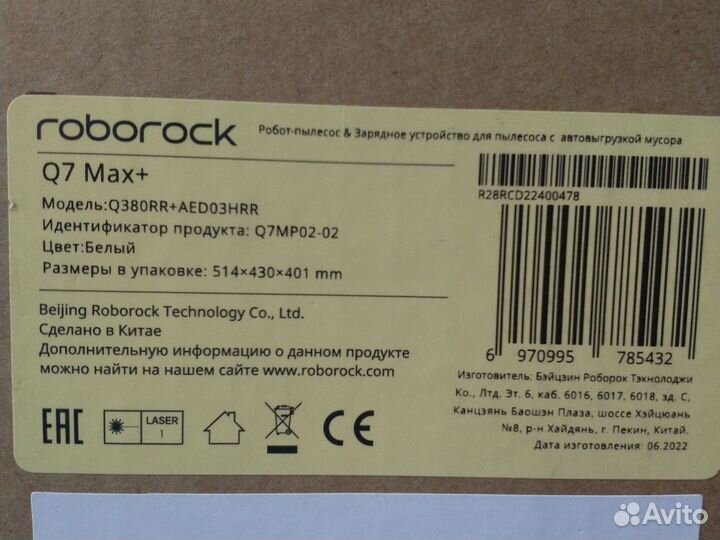 roborock
Робот-пылесос & Зарядное устройство для пылесоса с автовыгрузкой мусора
Q7 Max+
Модель:Q380RR+AED03HRR
Идентификатор продукта: Q7MP02-02
Цвет:Белый
Размеры в упаковке: 514×430×401 mm
R28RCD22400478
Beijing Roborock Technology Co., Ltd.
Сделано в Китае
Дополнительную информацию о данном продукте
можно найти на нашем сайте www.roborock.com
6 970995 785432
Изготовитель: Бэйцзин Роборок Тэкнолоджи
Ко., Лтд. Эт. 6, каб. 6016, 6017, 6018, зд. С,
Канцзянь Баошэн Плаза, шоссе Хэйцюань
№8, р-н Хайдянь, г. Пекин, Китай.
Дата изготовления: 06.2022
EAC
LASER
1
CE
Avito